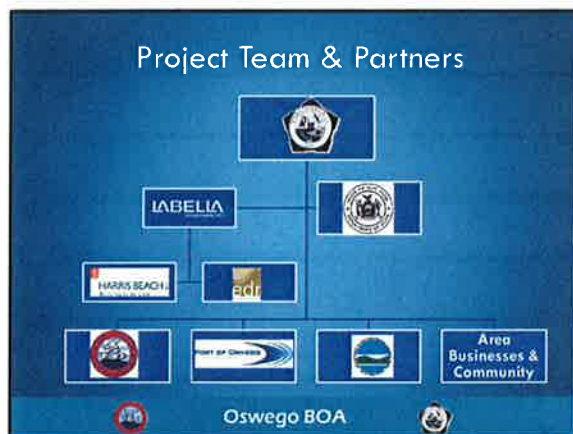 Project Team & Partners
LABELLA
HARRIS BEACH
edr
PORT OF OSWEGO
Area
Businesses &
Community
Oswego BOA